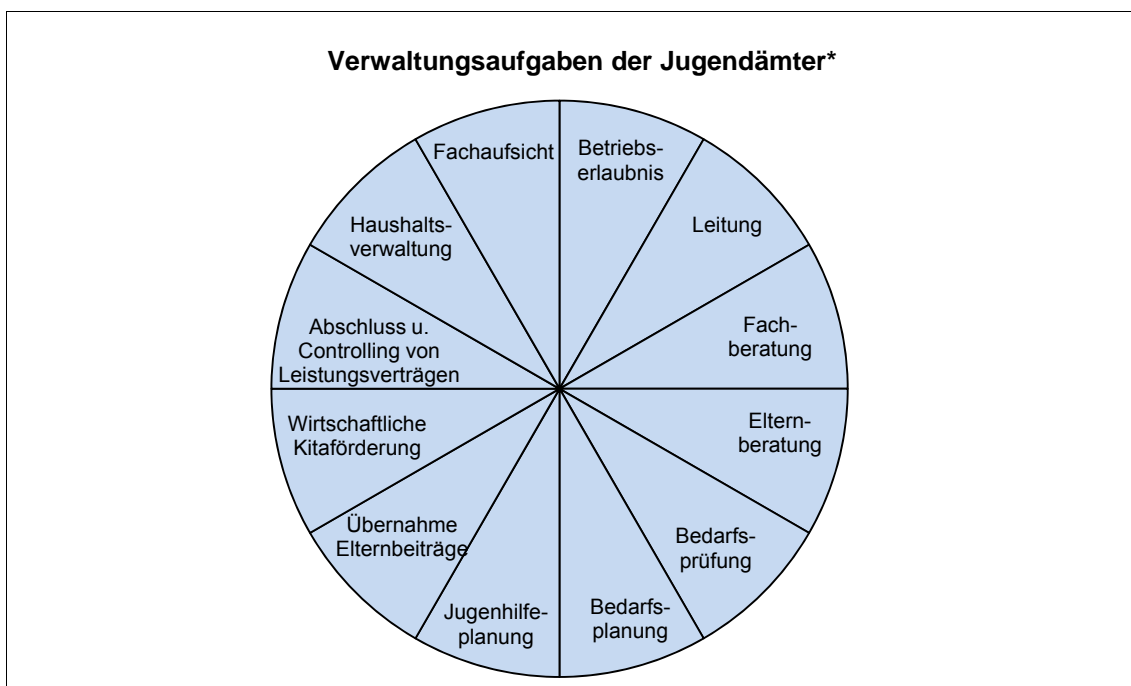 Verwaltungsaufgaben der Jugendämter*
Fachaufsicht
Betriebs-
erlaubnis
Leitung
Fach-
beratung
Eltern-
beratung
Bedarfs-
prüfung
Bedarfs-
planung
Jugenhilfe-
planung
Übernahme
Elternbeiträge
Wirtschaftliche
Kitaförderung
Abschluss u.
Controlling von
Leistungsverträgen
Haushalts-
verwaltung